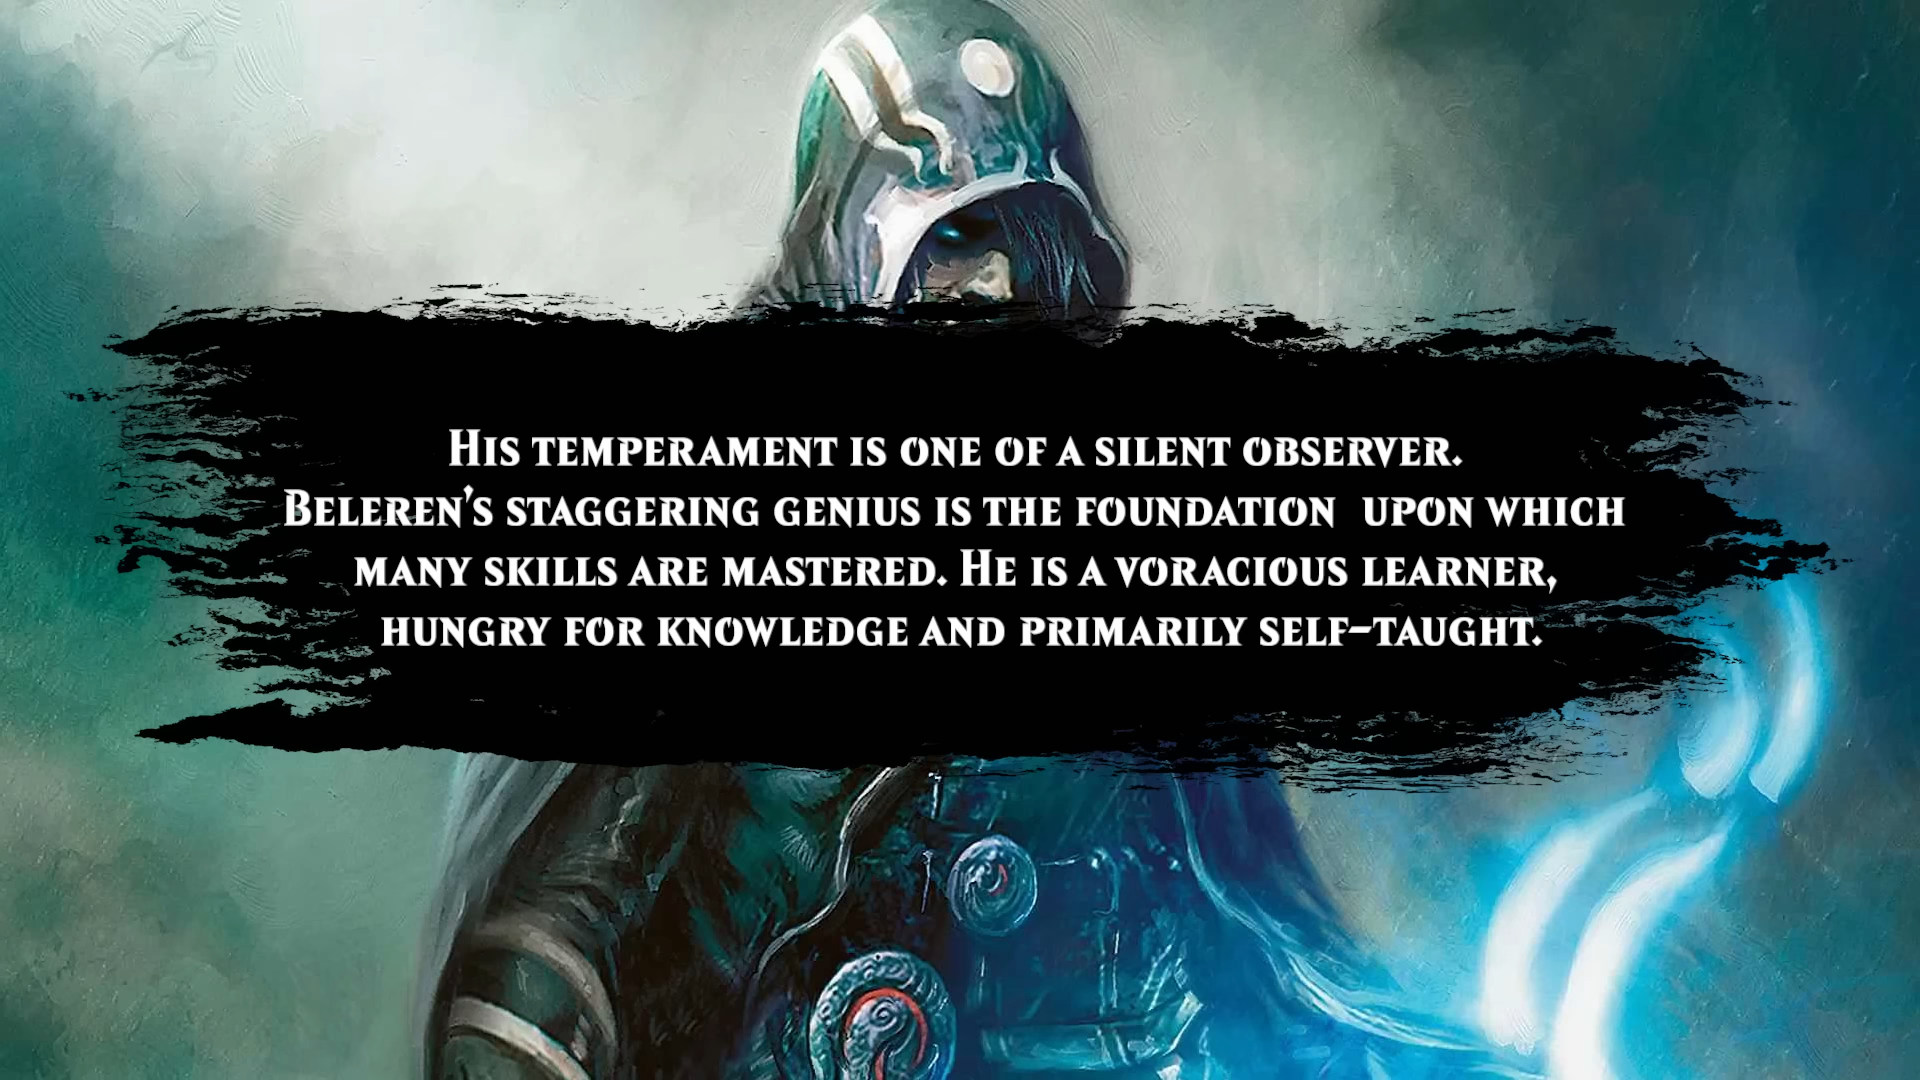 His temperament is one of a silent observer.
Beleren's staggering genius is the foundation  upon which
many skills are mastered. He is a voracious learner,
hungry for knowledge and primarily self-taught.